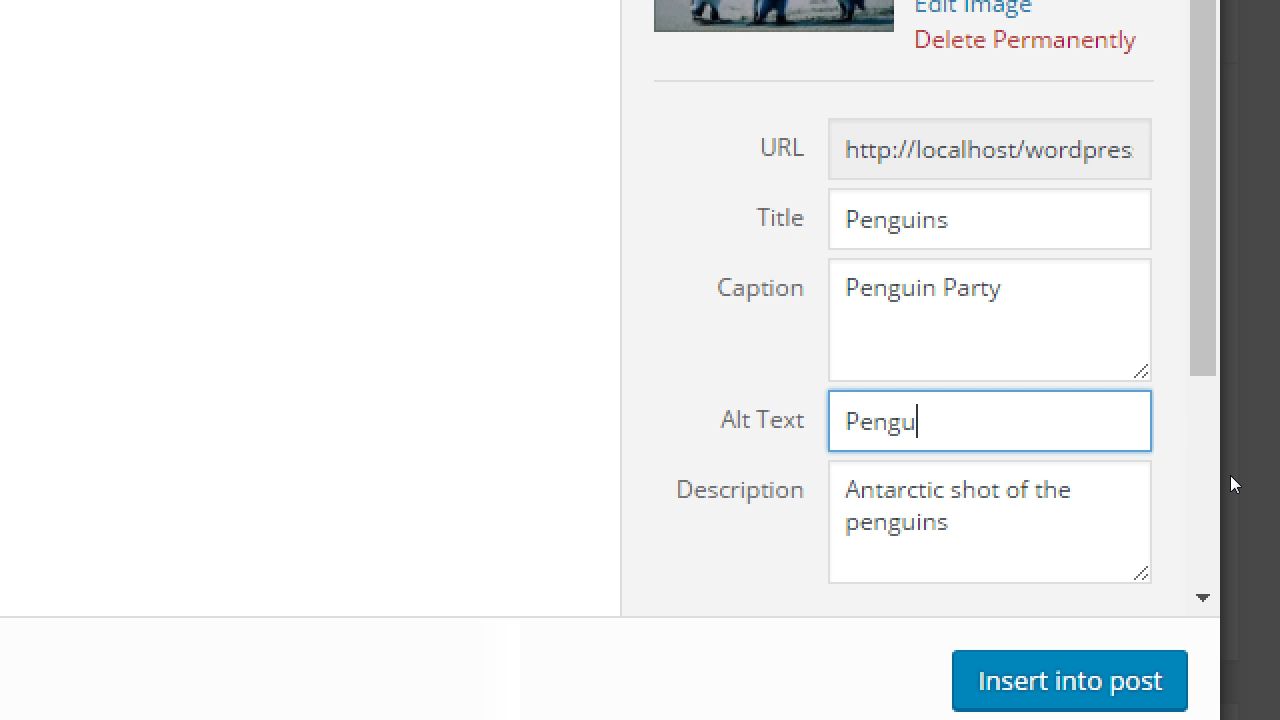 Edit Image
Delete Permanently
URL
http://localhost/wordpres
Title
Penguins
Caption
Penguin Party
Alt Text
Pengu
Description
Antarctic shot of the
penguins
Insert into post